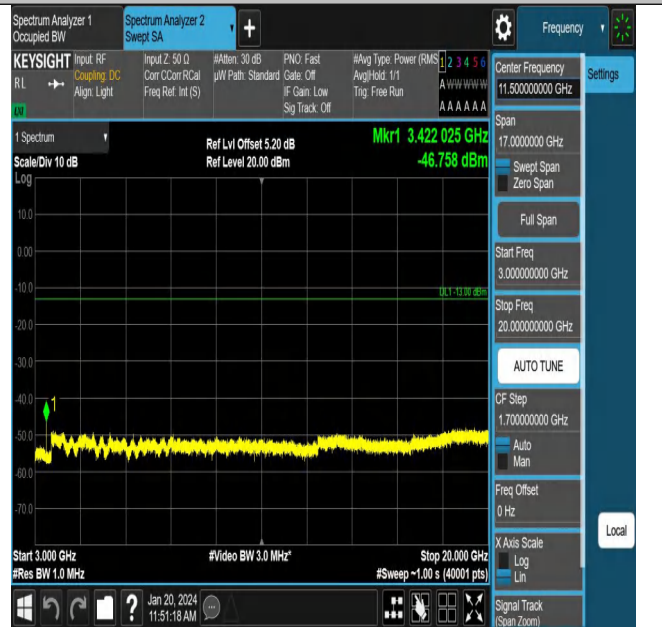 Spectrum Analyzer 1
Occupied BW
Spectrum Analyzer 2
Swept SA
Frequency
KEYSIGHT
RL
Input: RF
Coupling: DC
Align: Light
Input Z: 50 Ω
Corr CCorr RCal
Freq Ref: Int (S)
#Atten: 30 dB
µW Path: Standard
PNO: Fast
Gate: Off
IF Gain: Low
Sig Track: Off
#Avg Type: Power (RMS
Avg|Hold: 1/1
Trig: Free Run
1 2 3 4 5 6
A W W W W W
A A A A A A
1 Spectrum
Scale/Div 10 dB
Log
Ref Lvl Offset 5.20 dB
Ref Level 20.00 dBm
Mkr1 3.422 025 GHz
-46.758 dBm
10.0
0.00
-10.0
-20.0
-30.0
-40.0
-50.0
-60.0
-70.0
DL1 -13.00 dBm
1
Start 3.000 GHz
#Res BW 1.0 MHz
#Video BW 3.0 MHz*
Stop 20.000 GHz
#Sweep ~1.00 s (40001 pts)
Center Frequency
11.500000000 GHz
Settings
Span
17.0000000 GHz
Swept Span
Zero Span
Full Span
Start Freq
3.000000000 GHz
Stop Freq
20.000000000 GHz
AUTO TUNE
CF Step
1.700000000 GHz
Auto
Man
Freq Offset
0 Hz
X Axis Scale
Log
Lin
Local
Signal Track
(Span Zoom)
Jan 20, 2024
11:51:18 AM